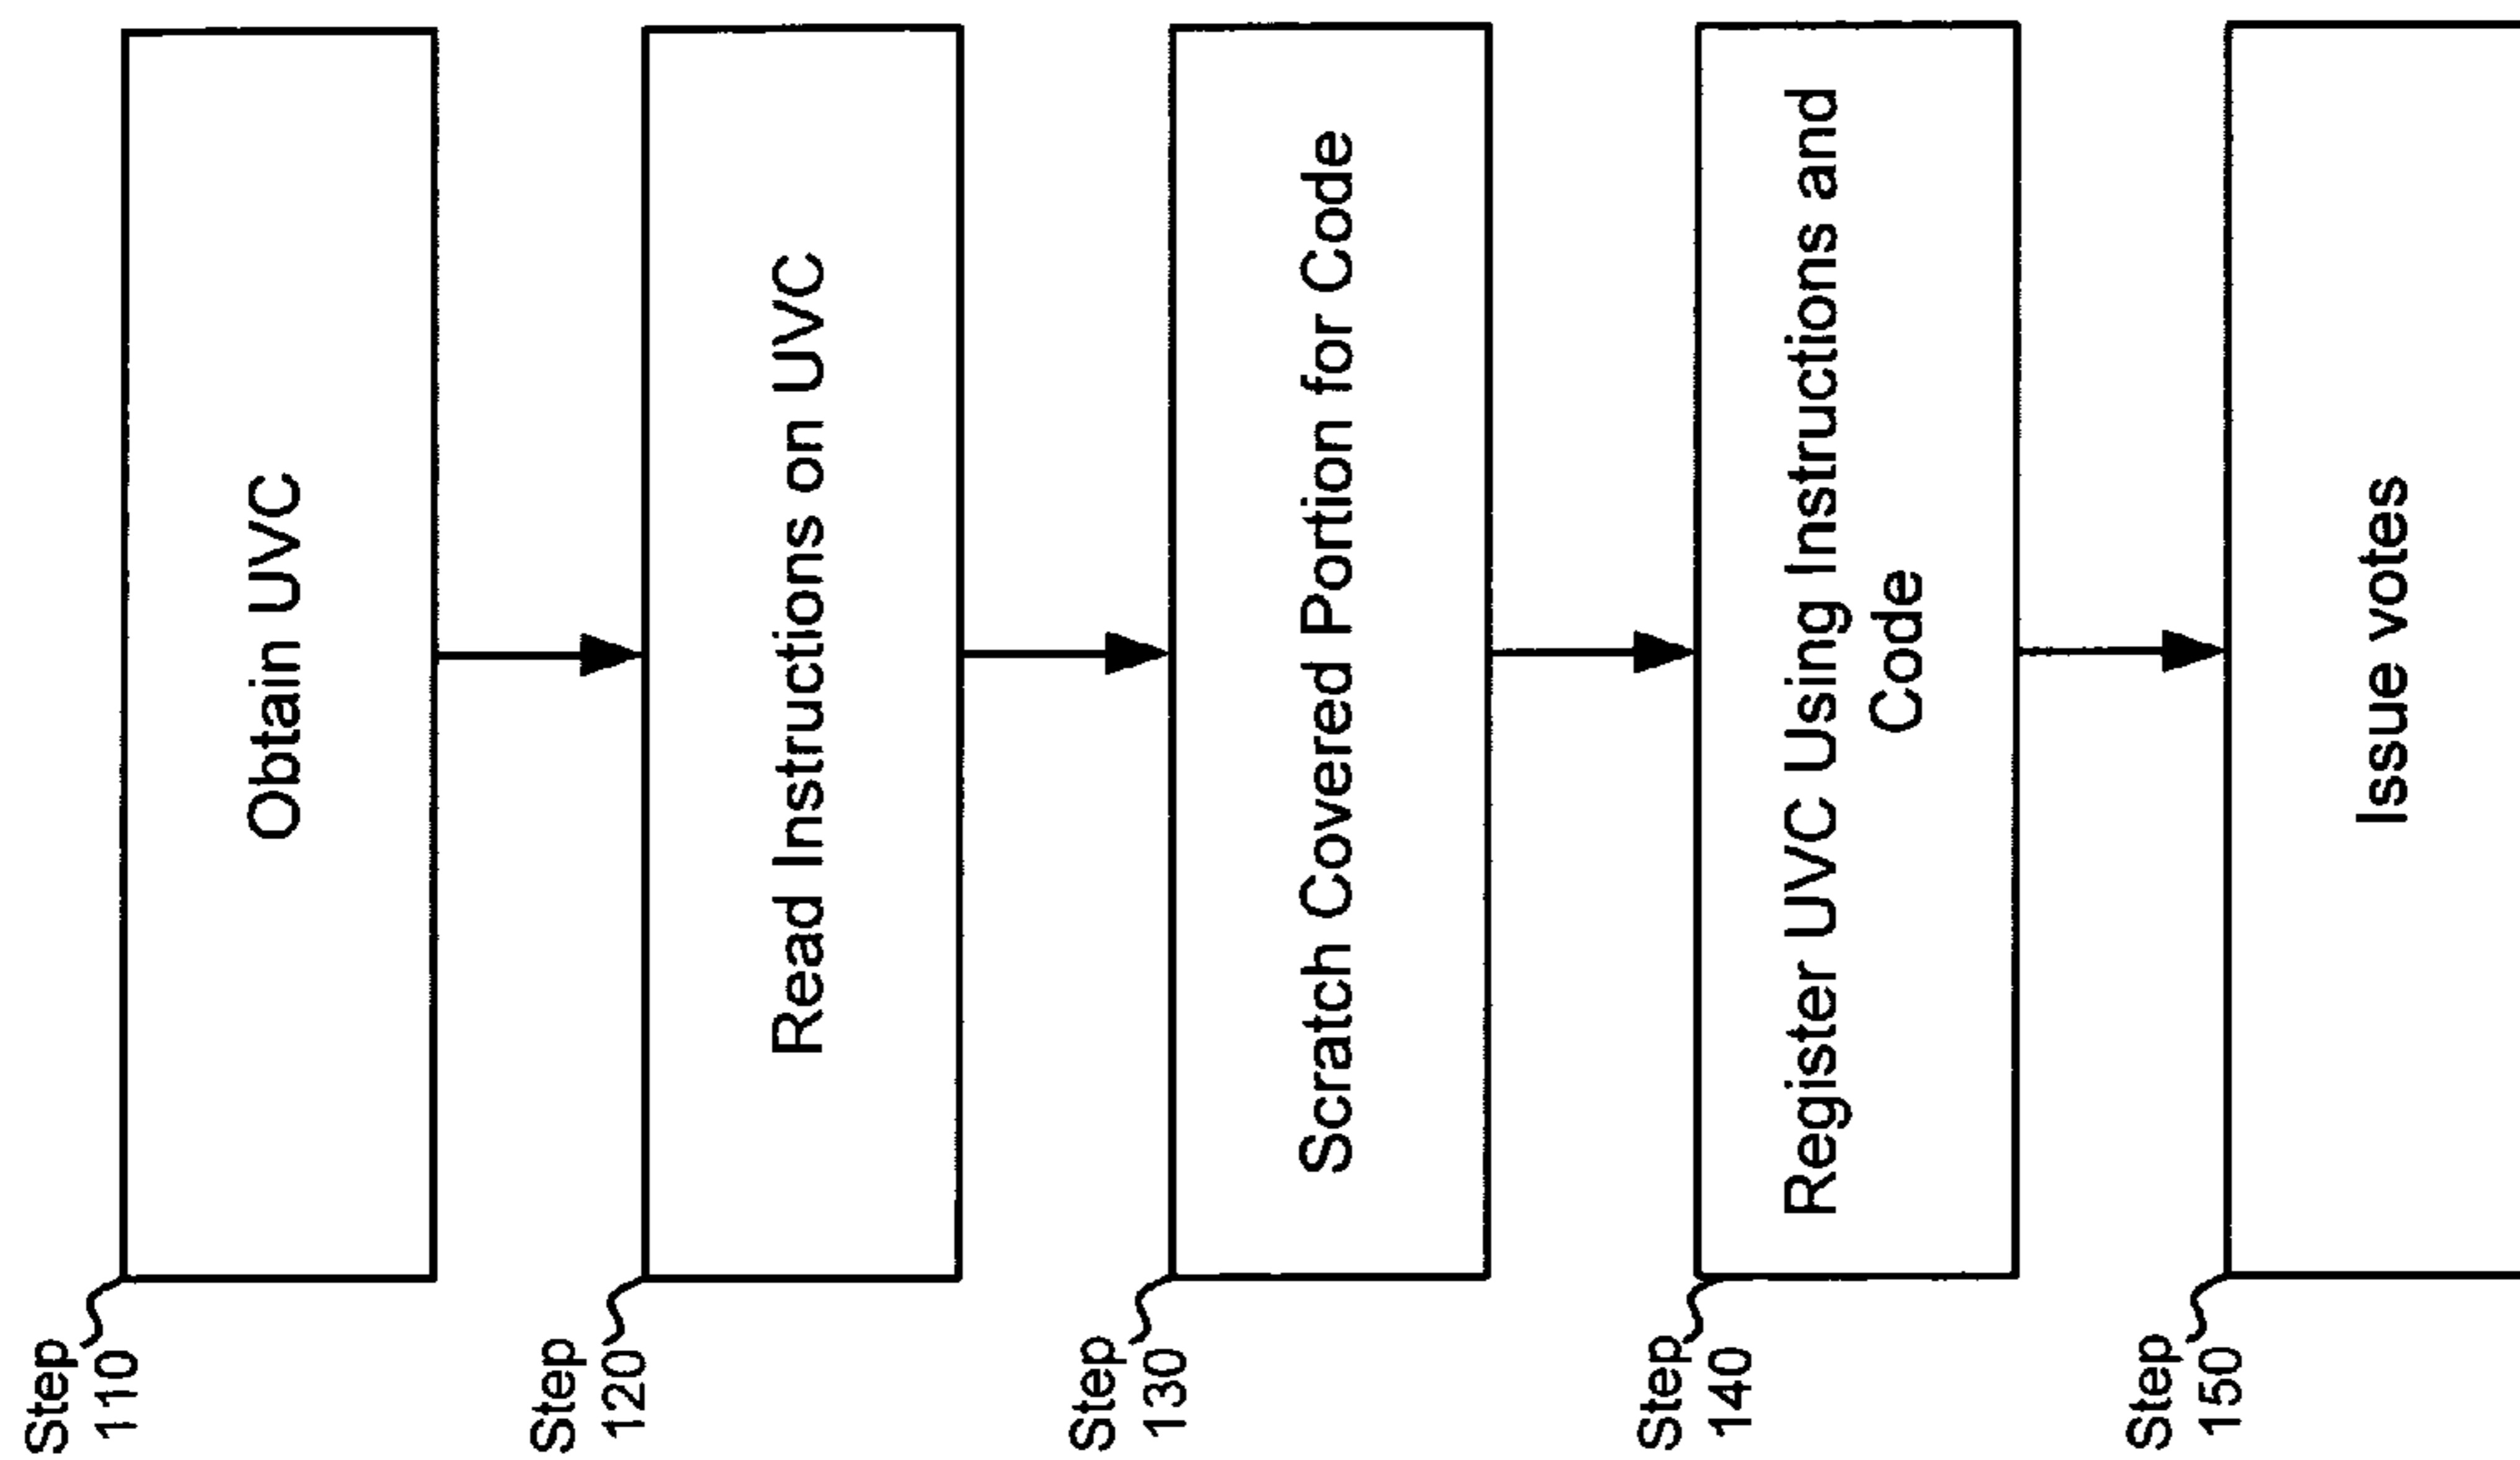 Step
110
Obtain UVC
Step
120
Read Instructions on UVC
Step
130
Scratch Covered Portion for Code
Step
140
Register UVC Using Instructions and
Code
Step
150
Issue votes